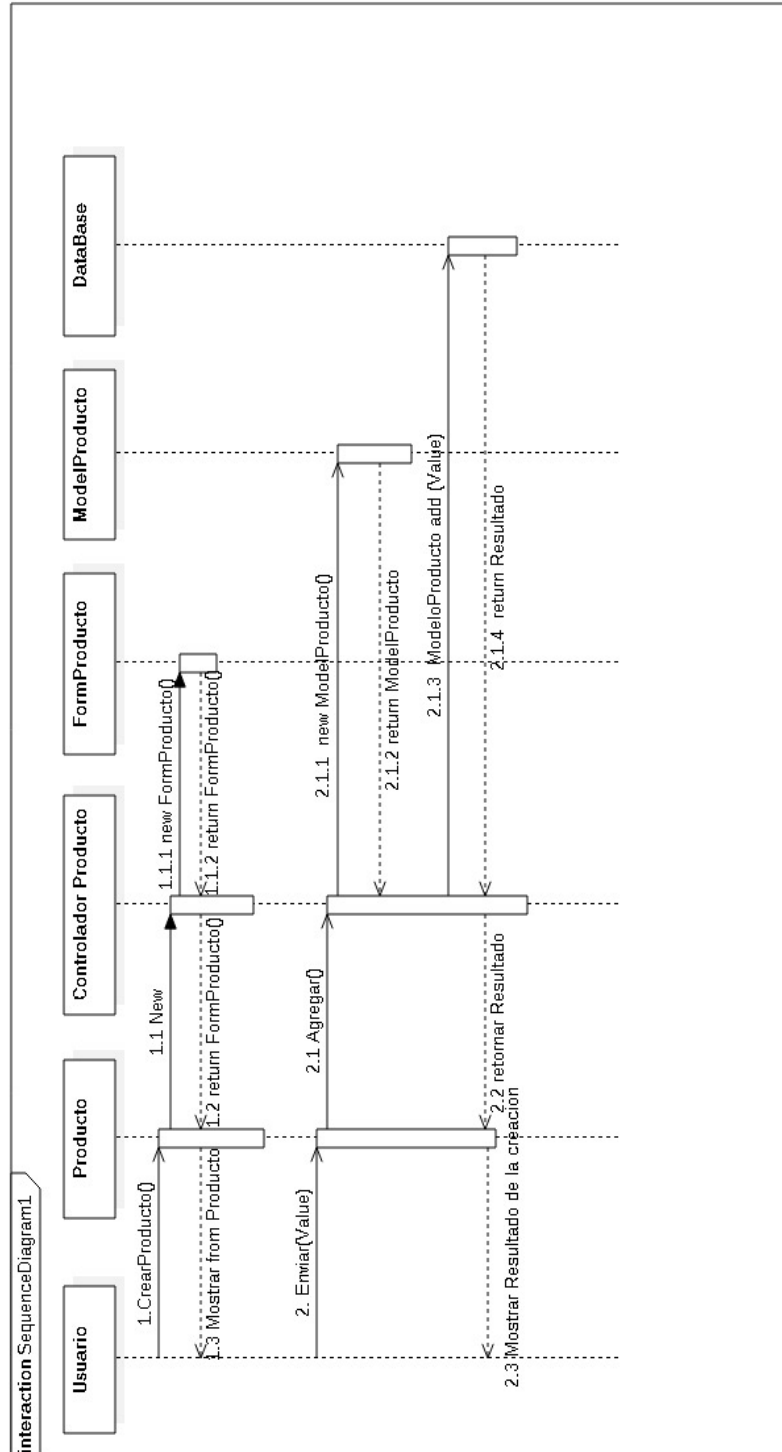 interaction SequenceDiagram1
Usuario
Producto
Controlador Producto
FormProducto
ModelProducto
DataBase
1.CrearProducto()
1.1 New
1.1.1 new FormProducto()
1.1.2 return FormProducto()
1.2 return FormProducto()
1.3 Mostrar from Producto
2. Enviar(Value)
2.1 Agregar()
2.1.1 new ModelProducto()
2.1.2 return ModelProducto
2.1.3 ModeloProducto add (Value)
2.1.4 return Resultado
2.2 retornar Resultado
2.3 Mostrar Resultado de la creacion